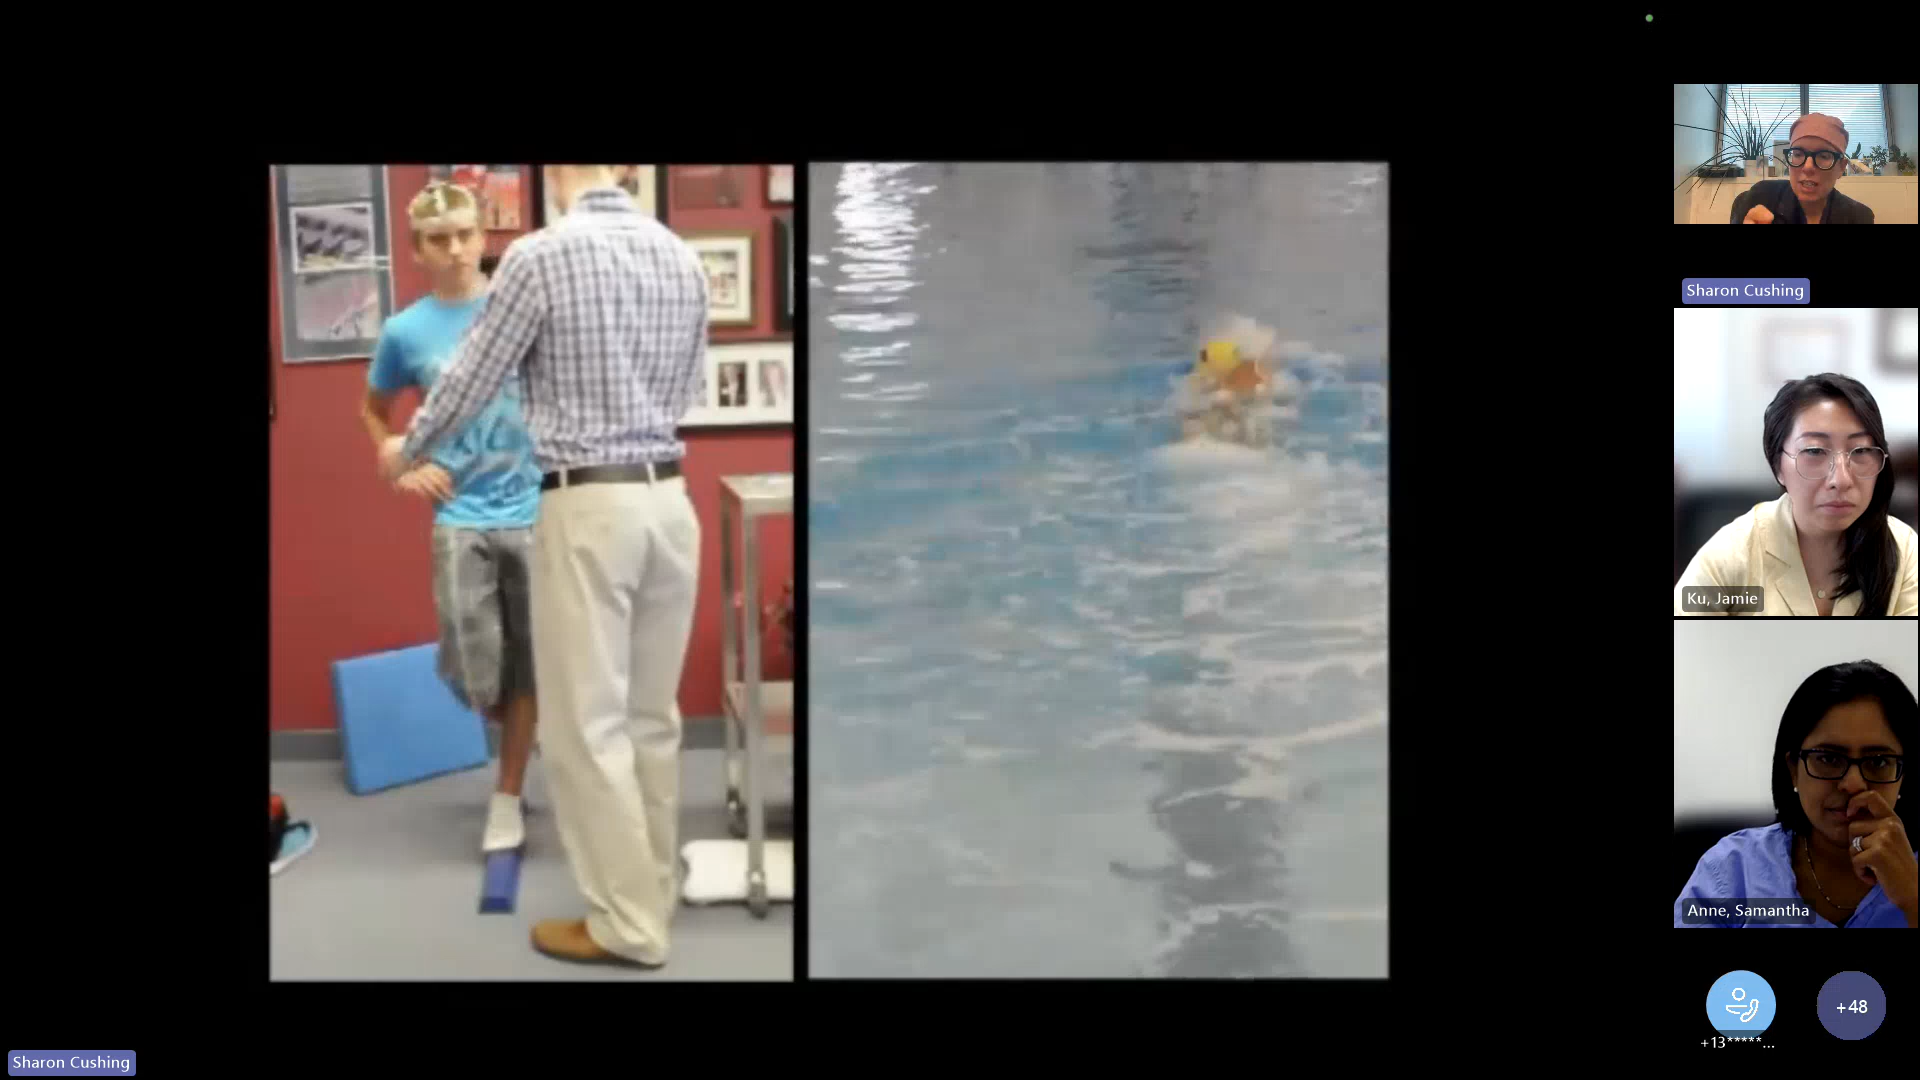 Sharon Cushing
Ku, Jamie
Anne, Samantha
+13*****...
+48
Sharon Cushing